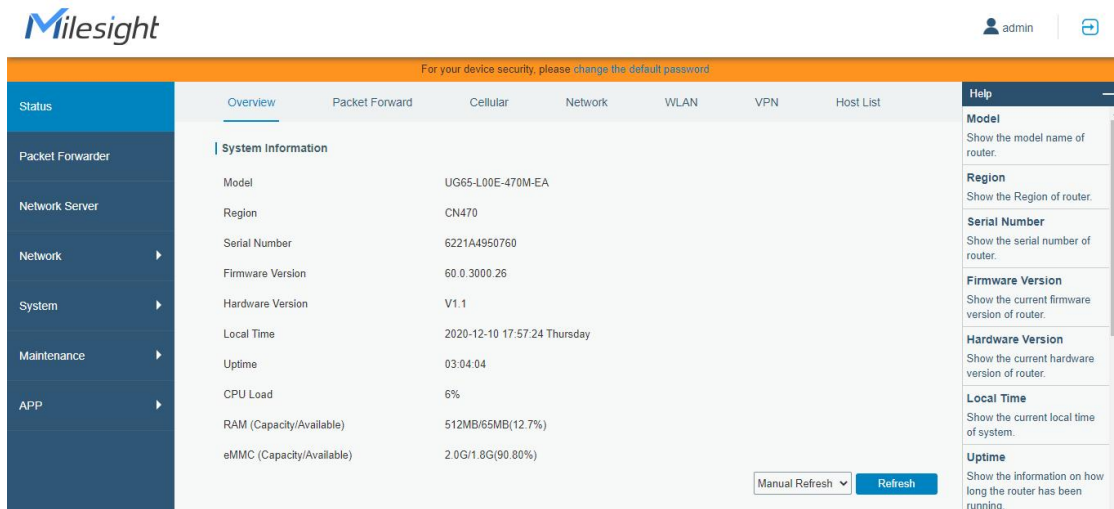 Milesight
admin
For your device security, please change the default password
Status
Packet Forwarder
Network Server
Network
System
Maintenance
APP
Overview Packet Forward Cellular Network WLAN VPN Host List
System Information
Model UG65-L00E-470M-EA
Region CN470
Serial Number 6221A4950760
Firmware Version 60.0.3000.26
Hardware Version V1.1
Local Time 2020-12-10 17:57:24 Thursday
Uptime 03:04:04
CPU Load 6%
RAM (Capacity/Available) 512MB/65MB(12.7%)
eMMC (Capacity/Available) 2.0G/1.8G(90.80%)
Manual Refresh Refresh
Help
Model
Show the model name of
router.
Region
Show the Region of router.
Serial Number
Show the serial number of
router.
Firmware Version
Show the current firmware
version of router.
Hardware Version
Show the current hardware
version of router.
Local Time
Show the current local time
of system.
Uptime
Show the information on how
long the router has been
running.